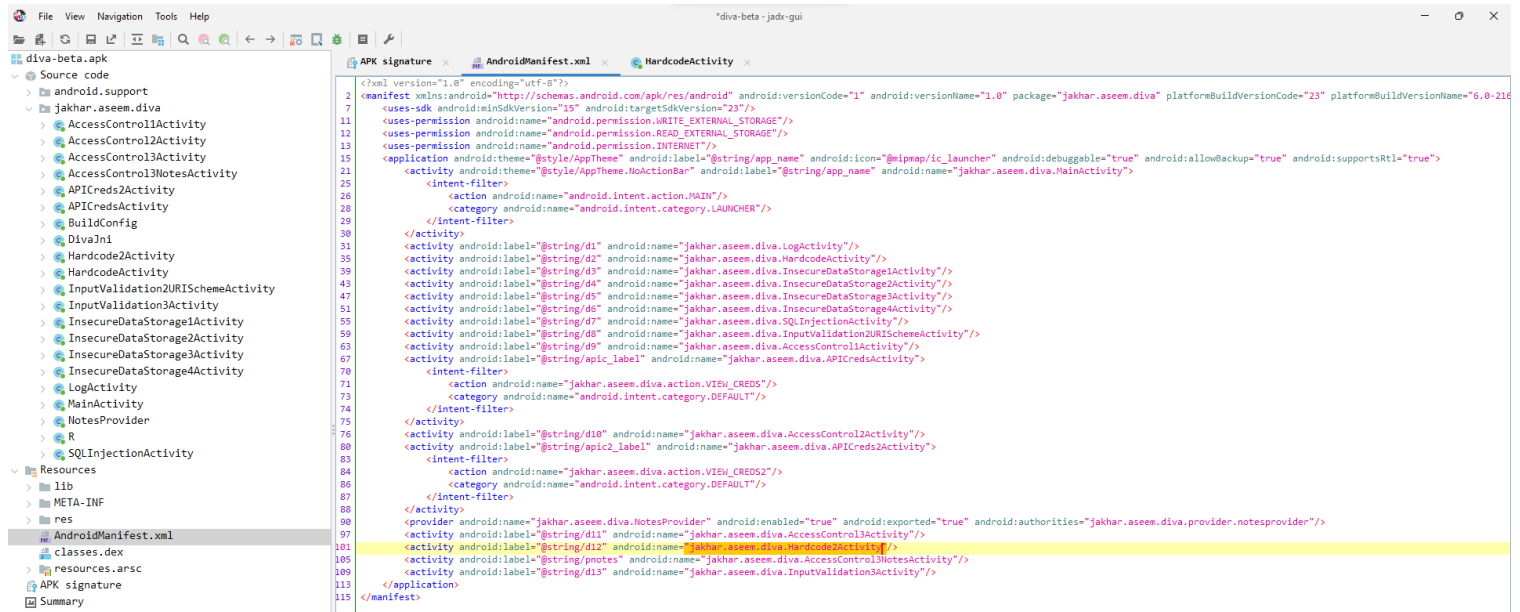 File View Navigation Tools Help
*diva-beta - jadx-gui
diva-beta.apk
Source code
android.support
jakhar.aseem.diva
AccessControl1Activity
AccessControl2Activity
AccessControl3Activity
AccessControl3NotesActivity
APICreds2Activity
APICredsActivity
BuildConfig
DivaJni
Hardcode2Activity
HardcodeActivity
InputValidation2URISchemeActivity
InputValidation3Activity
InsecureDataStorage1Activity
InsecureDataStorage2Activity
InsecureDataStorage3Activity
InsecureDataStorage4Activity
LogActivity
MainActivity
NotesProvider
R
SQLInjectionActivity
Resources
lib
META-INF
res
AndroidManifest.xml
classes.dex
resources.arsc
APK signature
Summary
APK signature × AndroidManifest.xml × HardcodeActivity ×
<?xml version="1.0" encoding="utf-8"?>
2 <manifest xmlns:android="http://schemas.android.com/apk/res/android" android:versionCode="1" android:versionName="1.0" package="jakhar.aseem.diva" platformBuildVersionCode="23" platformBuildVersionName="6.0-216
7 <uses-sdk android:minSdkVersion="15" android:targetSdkVersion="23"/>
11 <uses-permission android:name="android.permission.WRITE_EXTERNAL_STORAGE"/>
12 <uses-permission android:name="android.permission.READ_EXTERNAL_STORAGE"/>
13 <uses-permission android:name="android.permission.INTERNET"/>
15 <application android:theme="@style/AppTheme" android:label="@string/app_name" android:icon="@mipmap/ic_launcher" android:debuggable="true" android:allowBackup="true" android:supportsRtl="true">
21 <activity android:theme="@style/AppTheme.NoActionBar" android:label="@string/app_name" android:name="jakhar.aseem.diva.MainActivity">
25 <intent-filter>
26 <action android:name="android.intent.action.MAIN"/>
28 <category android:name="android.intent.category.LAUNCHER"/>
29 </intent-filter>
30 </activity>
31 <activity android:label="@string/d1" android:name="jakhar.aseem.diva.LogActivity"/>
35 <activity android:label="@string/d2" android:name="jakhar.aseem.diva.HardcodeActivity"/>
39 <activity android:label="@string/d3" android:name="jakhar.aseem.diva.InsecureDataStorage1Activity"/>
43 <activity android:label="@string/d4" android:name="jakhar.aseem.diva.InsecureDataStorage2Activity"/>
47 <activity android:label="@string/d5" android:name="jakhar.aseem.diva.InsecureDataStorage3Activity"/>
51 <activity android:label="@string/d6" android:name="jakhar.aseem.diva.InsecureDataStorage4Activity"/>
55 <activity android:label="@string/d7" android:name="jakhar.aseem.diva.SQLInjectionActivity"/>
59 <activity android:label="@string/d8" android:name="jakhar.aseem.diva.InputValidation2URISchemeActivity"/>
63 <activity android:label="@string/d9" android:name="jakhar.aseem.diva.AccessControl1Activity"/>
67 <activity android:label="@string/apic_label" android:name="jakhar.aseem.diva.APICredsActivity">
70 <intent-filter>
71 <action android:name="jakhar.aseem.diva.action.VIEW_CREDS"/>
73 <category android:name="android.intent.category.DEFAULT"/>
74 </intent-filter>
75 </activity>
76 <activity android:label="@string/d10" android:name="jakhar.aseem.diva.AccessControl2Activity"/>
80 <activity android:label="@string/apic2_label" android:name="jakhar.aseem.diva.APICreds2Activity">
83 <intent-filter>
84 <action android:name="jakhar.aseem.diva.action.VIEW_CREDS2"/>
86 <category android:name="android.intent.category.DEFAULT"/>
87 </intent-filter>
88 </activity>
90 <provider android:name="jakhar.aseem.diva.NotesProvider" android:enabled="true" android:exported="true" android:authorities="jakhar.aseem.diva.provider.notesprovider"/>
97 <activity android:label="@string/d11" android:name="jakhar.aseem.diva.AccessControl3Activity"/>
101 <activity android:label="@string/d12" android:name="jakhar.aseem.diva.Hardcode2Activity"/>
105 <activity android:label="@string/pnotes" android:name="jakhar.aseem.diva.AccessControl3NotesActivity"/>
109 <activity android:label="@string/d13" android:name="jakhar.aseem.diva.InputValidation3Activity"/>
113 </application>
115 </manifest>